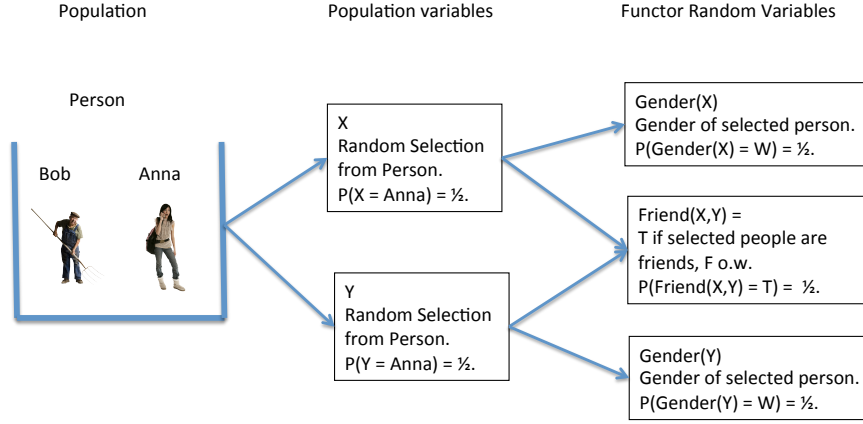 Population
Population variables
Functor Random Variables
Person
Bob
Anna
X
Random Selection
from Person.
P(X = Anna) = ½.
Y
Random Selection
from Person.
P(Y = Anna) = ½.
Gender(X)
Gender of selected person.
P(Gender(X) = W) = ½.
Friend(X,Y) =
T if selected people are
friends, F o.w.
P(Friend(X,Y) = T) = ½.
Gender(Y)
Gender of selected person.
P(Gender(Y) = W) = ½.